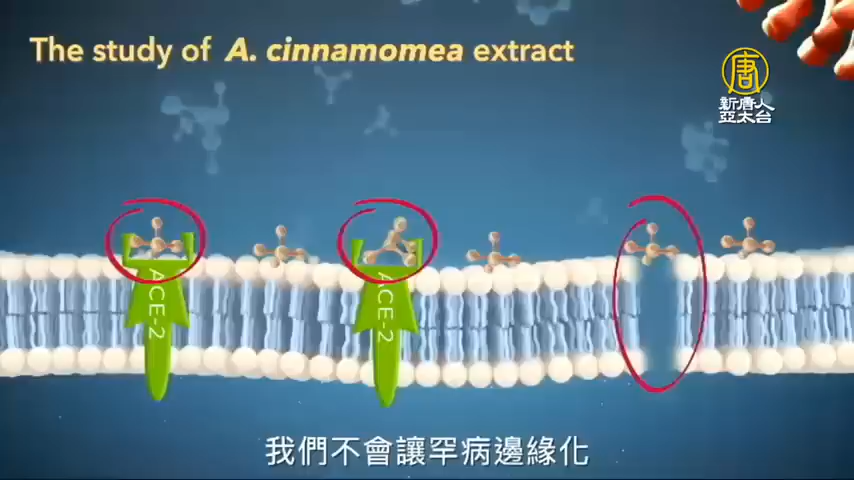 The study of A. cinnamomea extract
唐
新唐人
亞太台
ACE-2
ACE-2
我們不會讓罕病邊緣化